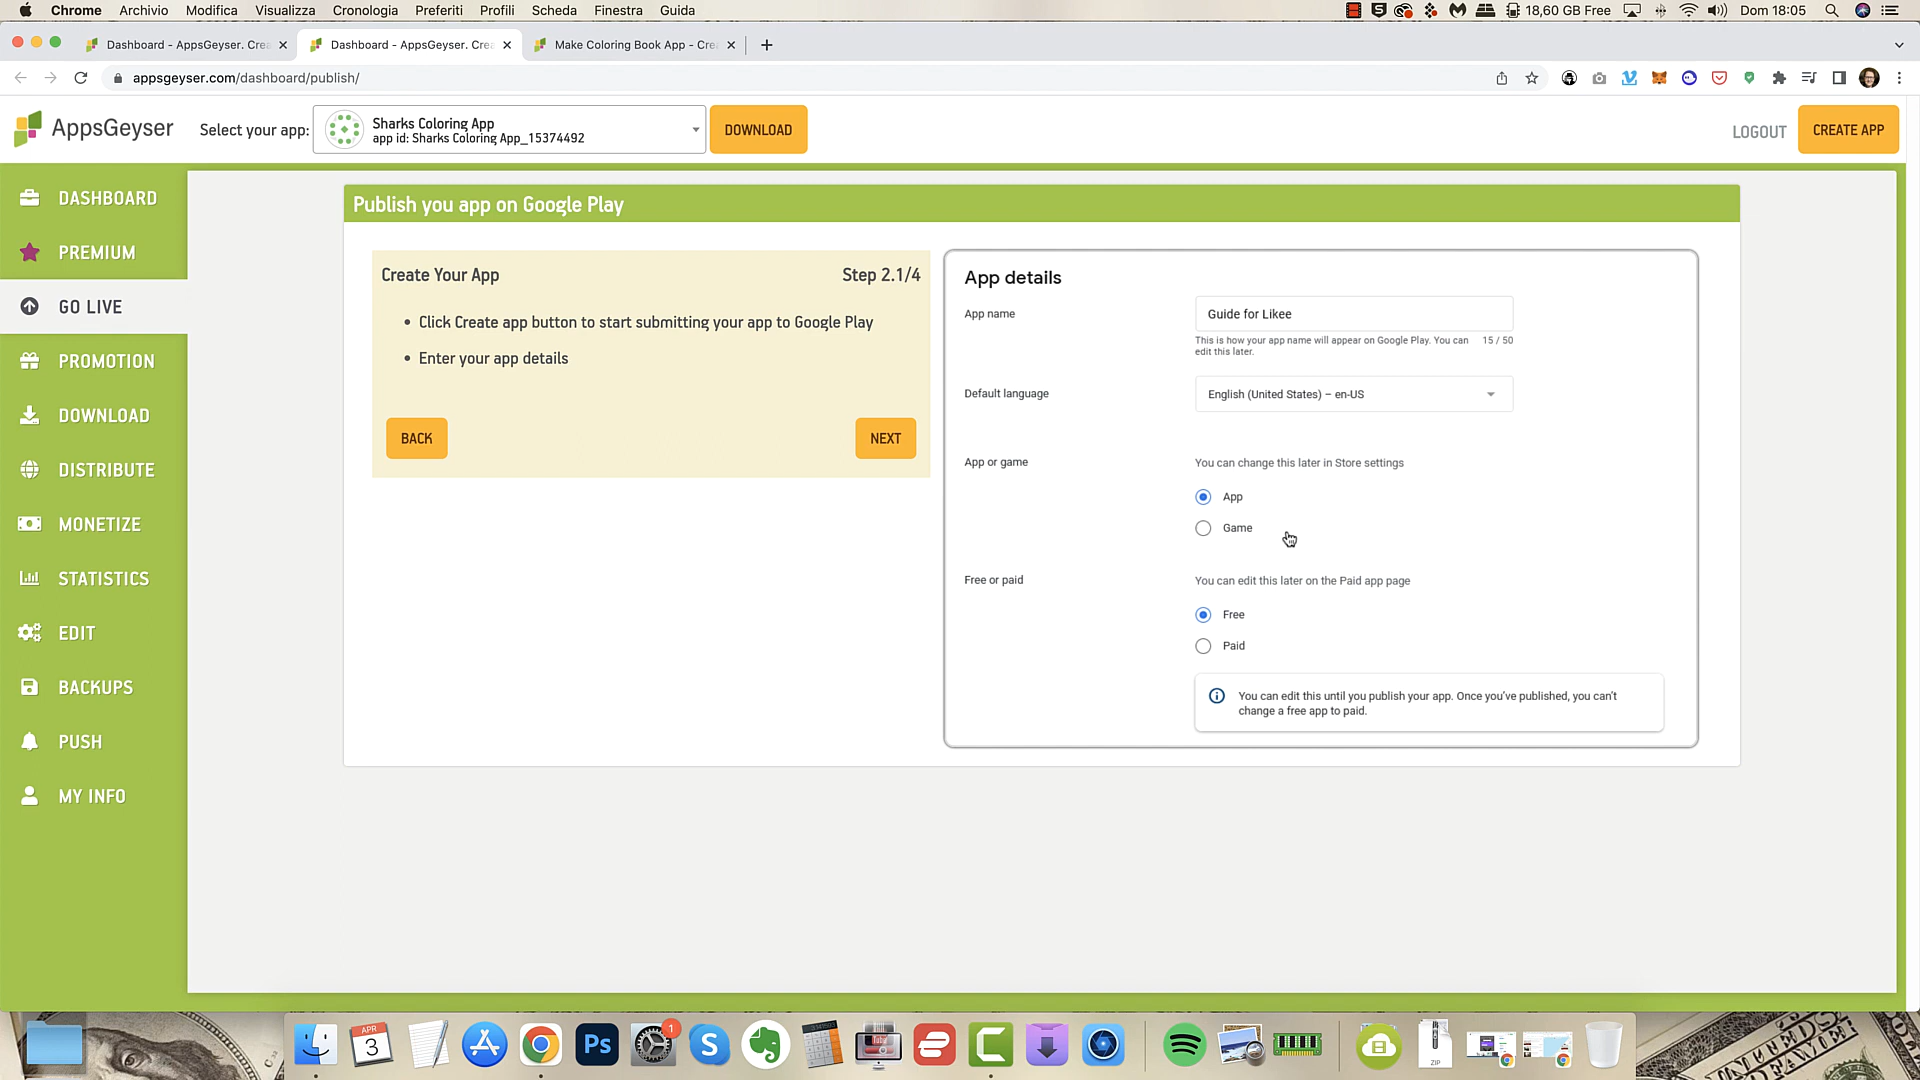 Chrome Archivio Modifica Visualizza Cronologia Preferiti Profili Scheda Finestra Guida 18,60 GB Free Dom 18:05
Dashboard - AppsGeyser. Crea Dashboard - AppsGeyser. Crea Make Coloring Book App - Cre
appsgeyser.com/dashboard/publish/
AppsGeyser Select your app:
Sharks Coloring App
app id: Sharks Coloring App_15374492
DOWNLOAD
LOGOUT
CREATE APP
DASHBOARD
PREMIUM
GO LIVE
PROMOTION
DOWNLOAD
DISTRIBUTE
MONETIZE
STATISTICS
EDIT
BACKUPS
PUSH
MY INFO
Publish you app on Google Play
Create Your App Step 2.1/4
• Click Create app button to start submitting your app to Google Play
• Enter your app details
BACK NEXT
App details
App name Guide for Likee
This is how your app name will appear on Google Play. You can 15 / 50
edit this later.
Default language English (United States) – en-US
App or game You can change this later in Store settings
App
Game
Free or paid You can edit this later on the Paid app page
Free
Paid
You can edit this until you publish your app. Once you've published, you can't
change a free app to paid.
APR
3
Ps
1
ZIP